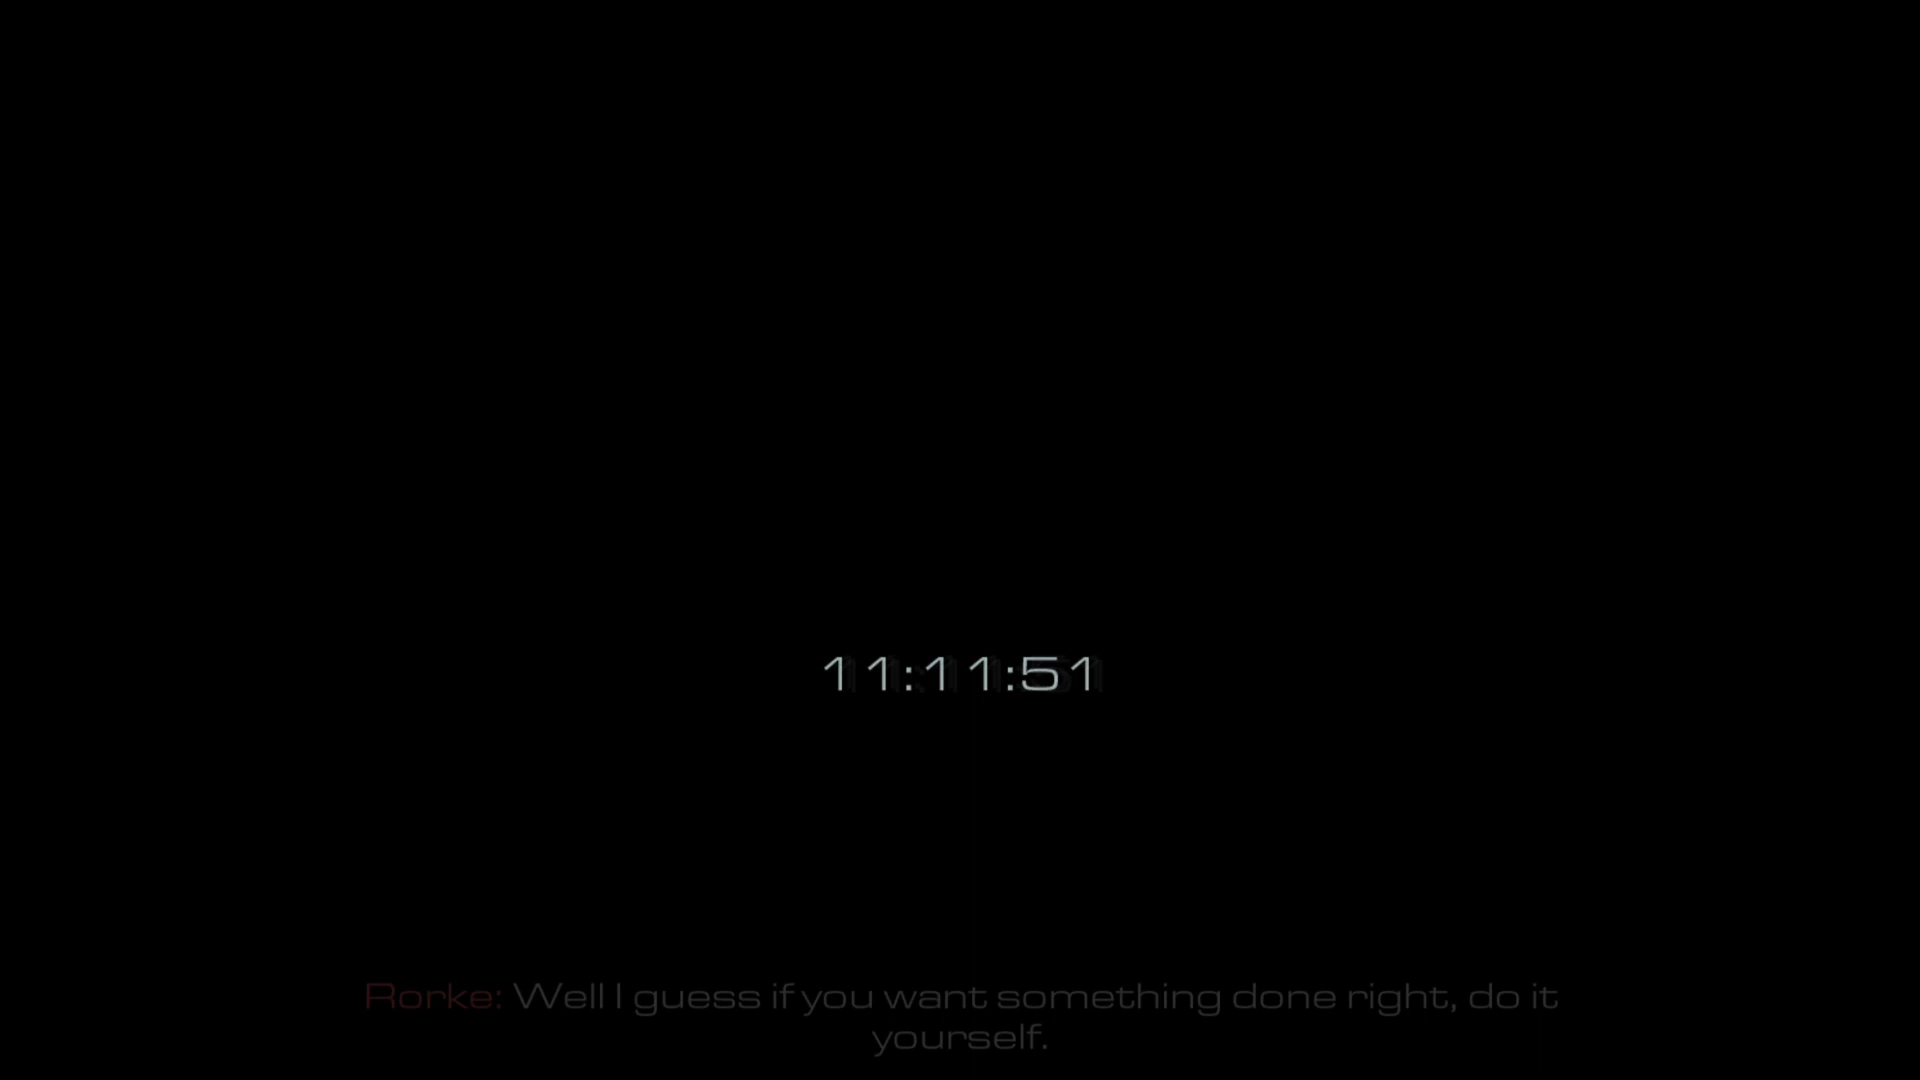 11:11:51
Rorke: Well I guess if you want something done right, do it
yourself.